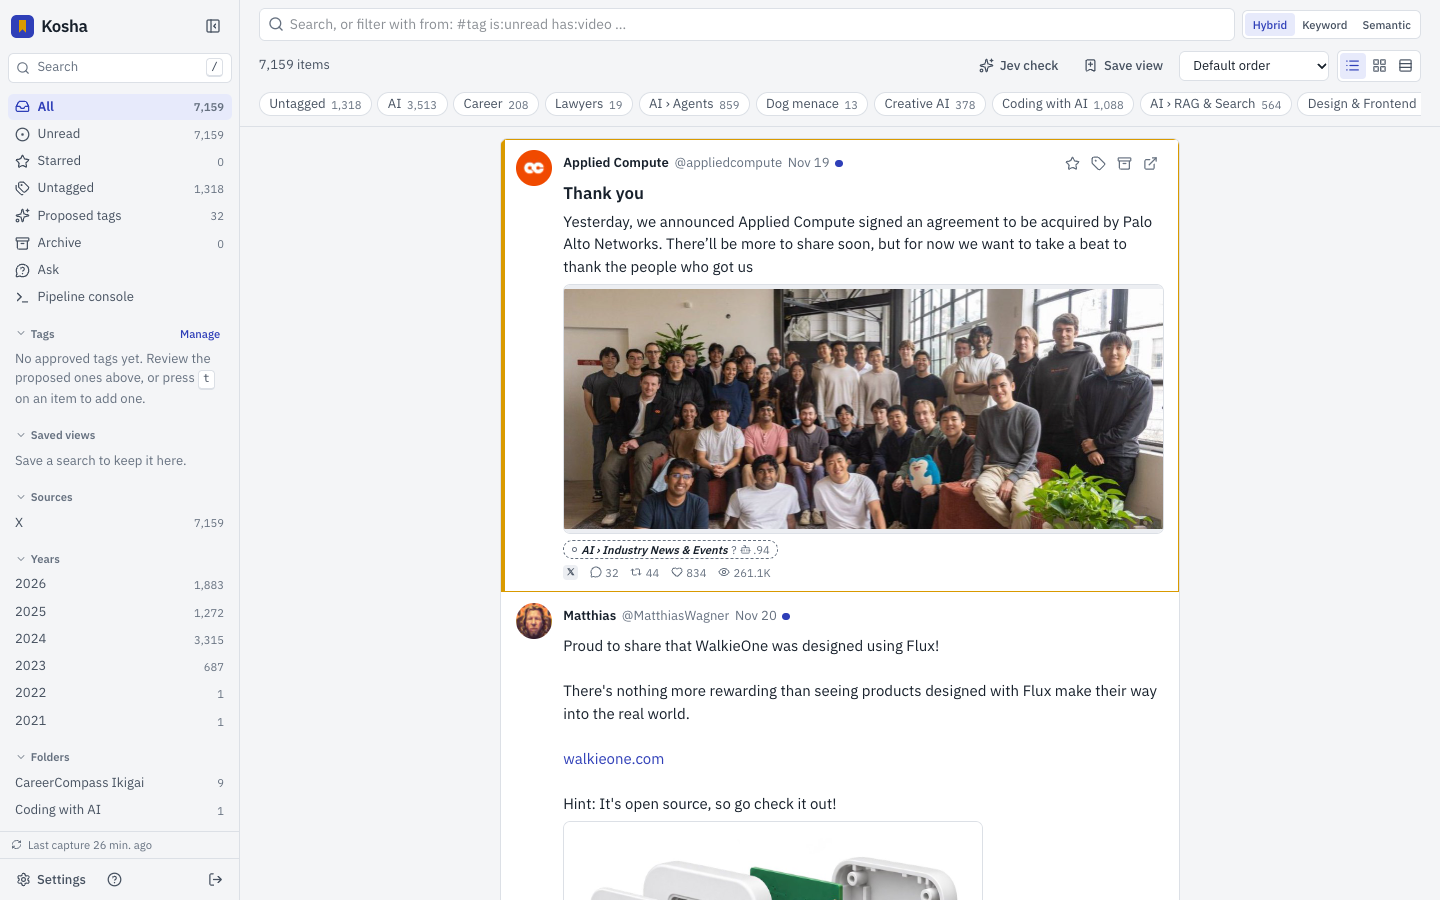 Kosha
Search /
All 7,159
Unread 7,159
Starred 0
Untagged 1,318
Proposed tags 32
Archive 0
Ask
Pipeline console
Tags Manage
No approved tags yet. Review the
proposed ones above, or press t
on an item to add one.
Saved views
Save a search to keep it here.
Sources
X 7,159
Years
2026 1,883
2025 1,272
2024 3,315
2023 687
2022 1
2021 1
Folders
CareerCompass Ikigai 9
Coding with AI 1
Last capture 26 min. ago
Settings
Search, or filter with from: #tag is:unread has:video ...
Hybrid Keyword Semantic
7,159 items
Jev check Save view Default order
Untagged 1,318 AI 3,513 Career 208 Lawyers 19 AI › Agents 859 Dog menace 13 Creative AI 378 Coding with AI 1,088 AI › RAG & Search 564 Design & Frontend
Applied Compute @appliedcompute Nov 19
Thank you
Yesterday, we announced Applied Compute signed an agreement to be acquired by Palo
Alto Networks. There’ll be more to share soon, but for now we want to take a beat to
thank the people who got us
AI › Industry News & Events ? .94
X 32 44 834 261.1K
Matthias @MatthiasWagner Nov 20
Proud to share that WalkieOne was designed using Flux!
There's nothing more rewarding than seeing products designed with Flux make their way
into the real world.
walkieone.com
Hint: It's open source, so go check it out!